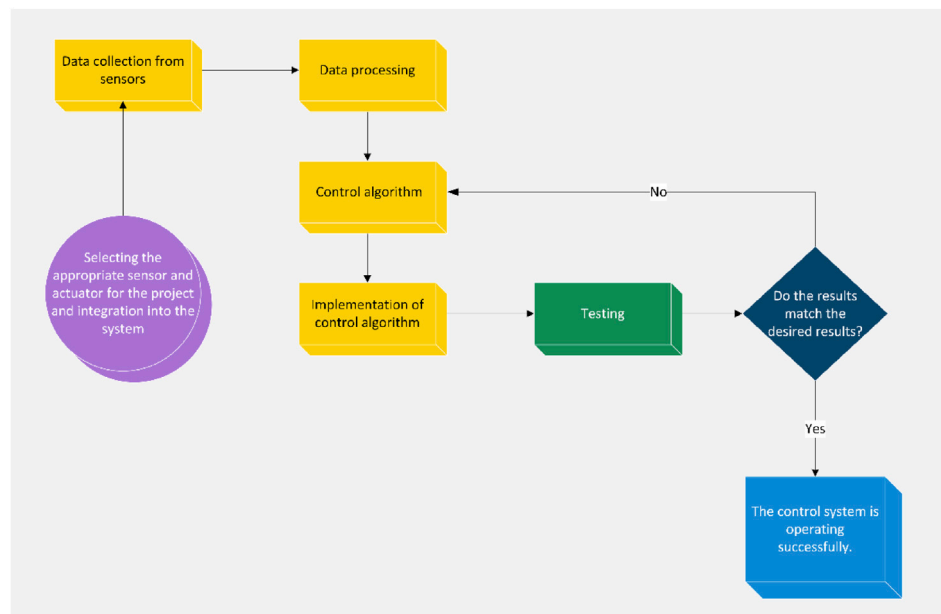 Data collection from
sensors
Data processing
Control algorithm
No
Selecting the
appropriate sensor and
actuator for the project
and integration into the
system
Implementation of
control algorithm
Testing
Do the results
match the
desired results?
Yes
The control system is
operating
successfully.